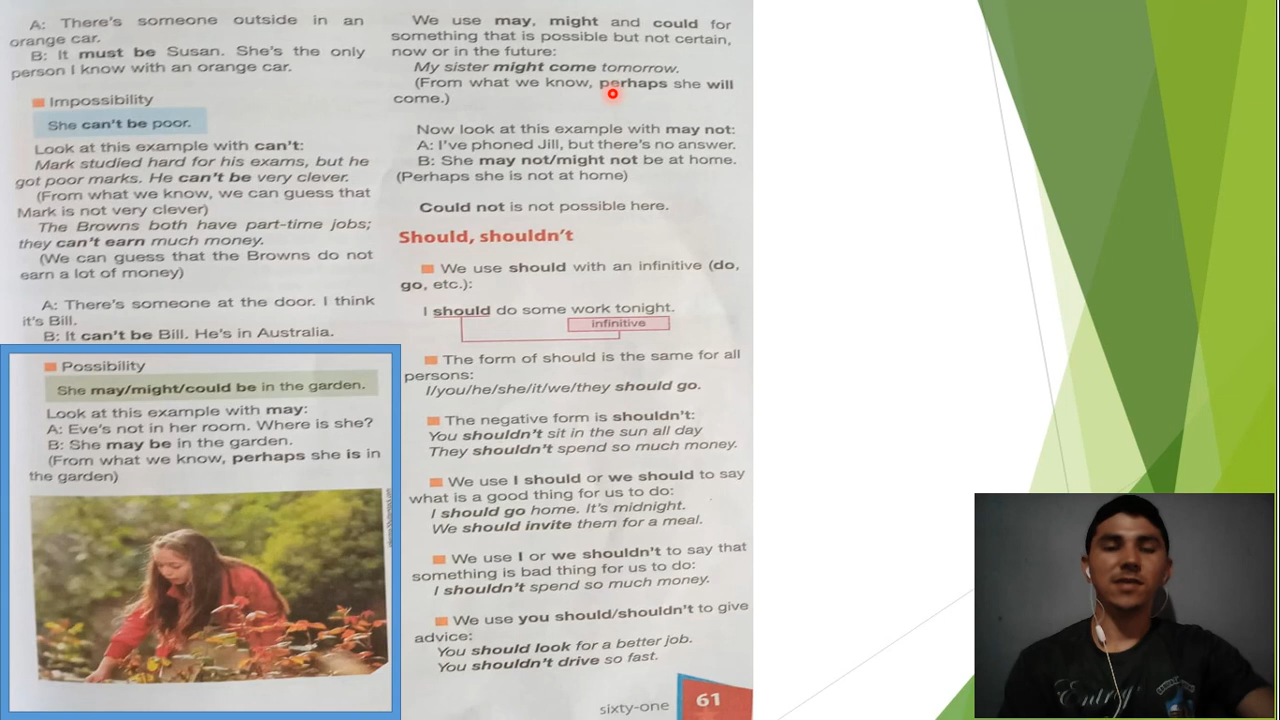 A: There's someone outside in an
orange car.
B: It must be Susan. She's the only
person I know with an orange car.
Impossibility
She can't be poor.
Look at this example with can't:
Mark studied hard for his exams, but he
got poor marks. He can't be very clever.
(From what we know, we can guess that
Mark is not very clever)
The Browns both have part-time jobs;
they can't earn much money.
(We can guess that the Browns do not
earn a lot of money)
A: There's someone at the door. I think
it's Bill.
B: It can't be Bill. He's in Australia.
Possibility
She may/might/could be in the garden.
Look at this example with may:
A: Eve's not in her room. Where is she?
B: She may be in the garden.
(From what we know, perhaps she is in
the garden)
We use may, might and could for
something that is possible but not certain,
now or in the future:
My sister might come tomorrow.
(From what we know, perhaps she will
come.)
Now look at this example with may not:
A: I've phoned Jill, but there's no answer.
B: She may not/might not be at home.
(Perhaps she is not at home)
Could not is not possible here.
Should, shouldn't
We use should with an infinitive (do,
go, etc.):
I should do some work tonight.
infinitive
The form of should is the same for all
persons:
I/you/he/she/it/we/they should go.
The negative form is shouldn't:
You shouldn't sit in the sun all day
They shouldn't spend so much money.
We use I should or we should to say
what is a good thing for us to do:
I should go home. It's midnight.
We should invite them for a meal.
We use I or we shouldn't to say that
something is bad thing for us to do:
I shouldn't spend so much money.
We use you should/shouldn't to give
advice:
You should look for a better job.
You shouldn't drive so fast.
sixty-one 61